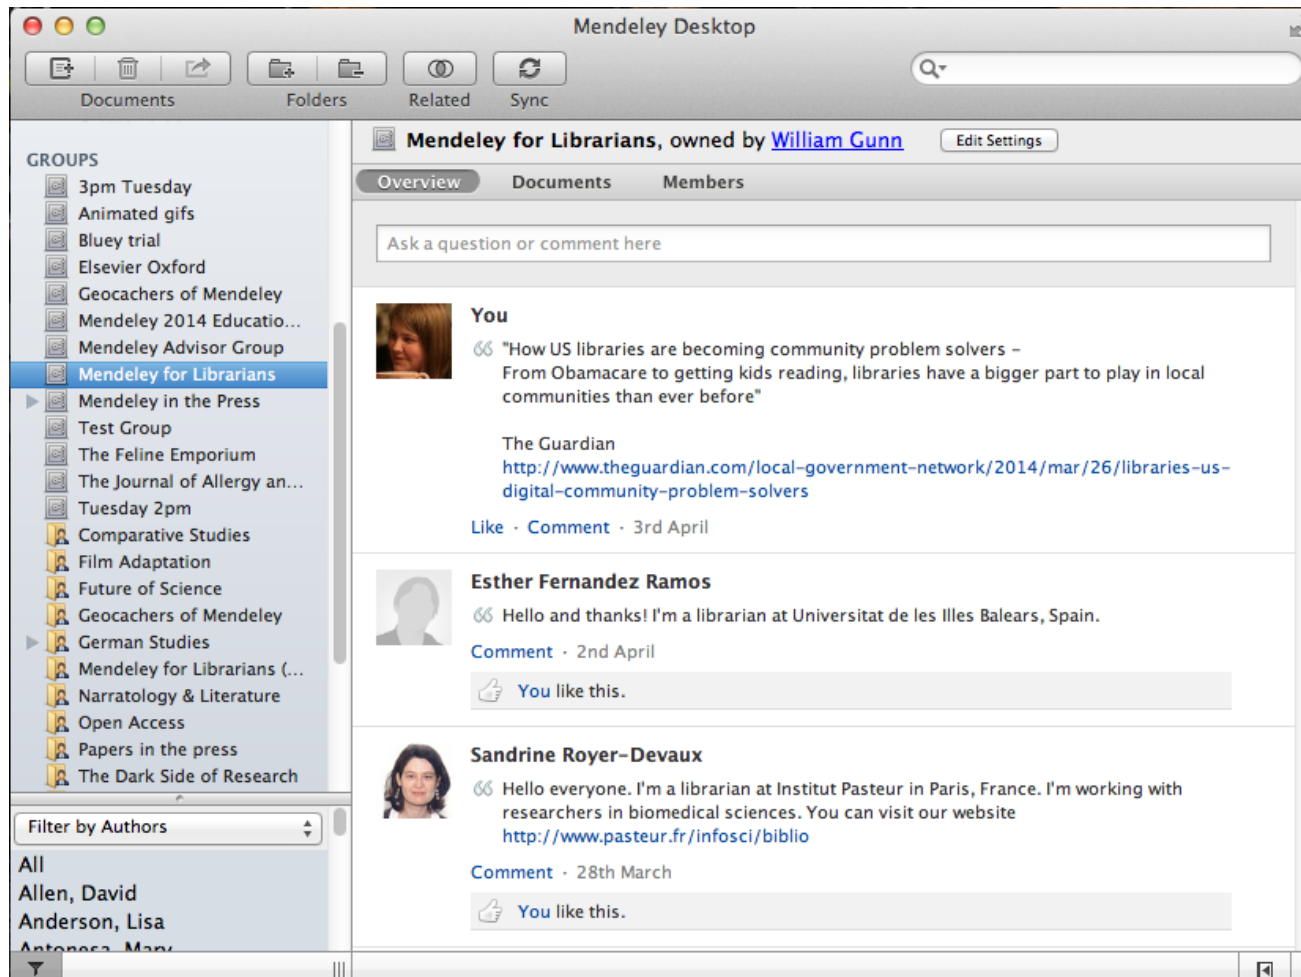 Mendeley Desktop
Documents Folders Related Sync
GROUPS
3pm Tuesday
Animated gifs
Bluey trial
Elsevier Oxford
Geocachers of Mendeley
Mendeley 2014 Educatio...
Mendeley Advisor Group
Mendeley for Librarians
Mendeley in the Press
Test Group
The Feline Emporium
The Journal of Allergy an...
Tuesday 2pm
Comparative Studies
Film Adaptation
Future of Science
Geocachers of Mendeley
German Studies
Mendeley for Librarians (...
Narratology & Literature
Open Access
Papers in the press
The Dark Side of Research
Filter by Authors
All
Allen, David
Anderson, Lisa
Antonesa, Mary
Mendeley for Librarians, owned by William Gunn Edit Settings
Overview Documents Members
Ask a question or comment here
You
"How US libraries are becoming community problem solvers –
From Obamacare to getting kids reading, libraries have a bigger part to play in local
communities than ever before"
The Guardian
http://www.theguardian.com/local-government-network/2014/mar/26/libraries-us-
digital-community-problem-solvers
Like · Comment · 3rd April
Esther Fernandez Ramos
Hello and thanks! I'm a librarian at Universitat de les Illes Balears, Spain.
Comment · 2nd April
You like this.
Sandrine Royer-Devaux
Hello everyone. I'm a librarian at Institut Pasteur in Paris, France. I'm working with
researchers in biomedical sciences. You can visit our website
http://www.pasteur.fr/infosci/biblio
Comment · 28th March
You like this.